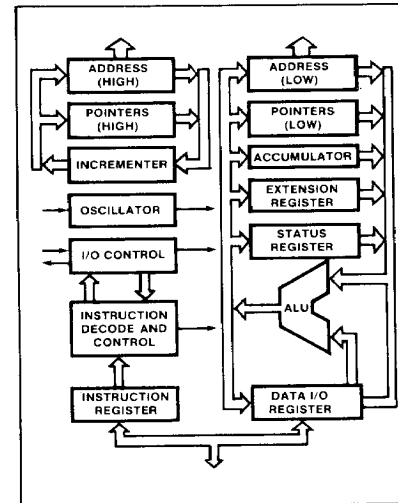 ADDRESS
(HIGH)
POINTERS
(HIGH)
INCREMENTER
OSCILLATOR
I/O CONTROL
INSTRUCTION
DECODE AND
CONTROL
INSTRUCTION
REGISTER
ADDRESS
(LOW)
POINTERS
(LOW)
ACCUMULATOR
EXTENSION
REGISTER
STATUS
REGISTER
ALU
DATA I/O
REGISTER